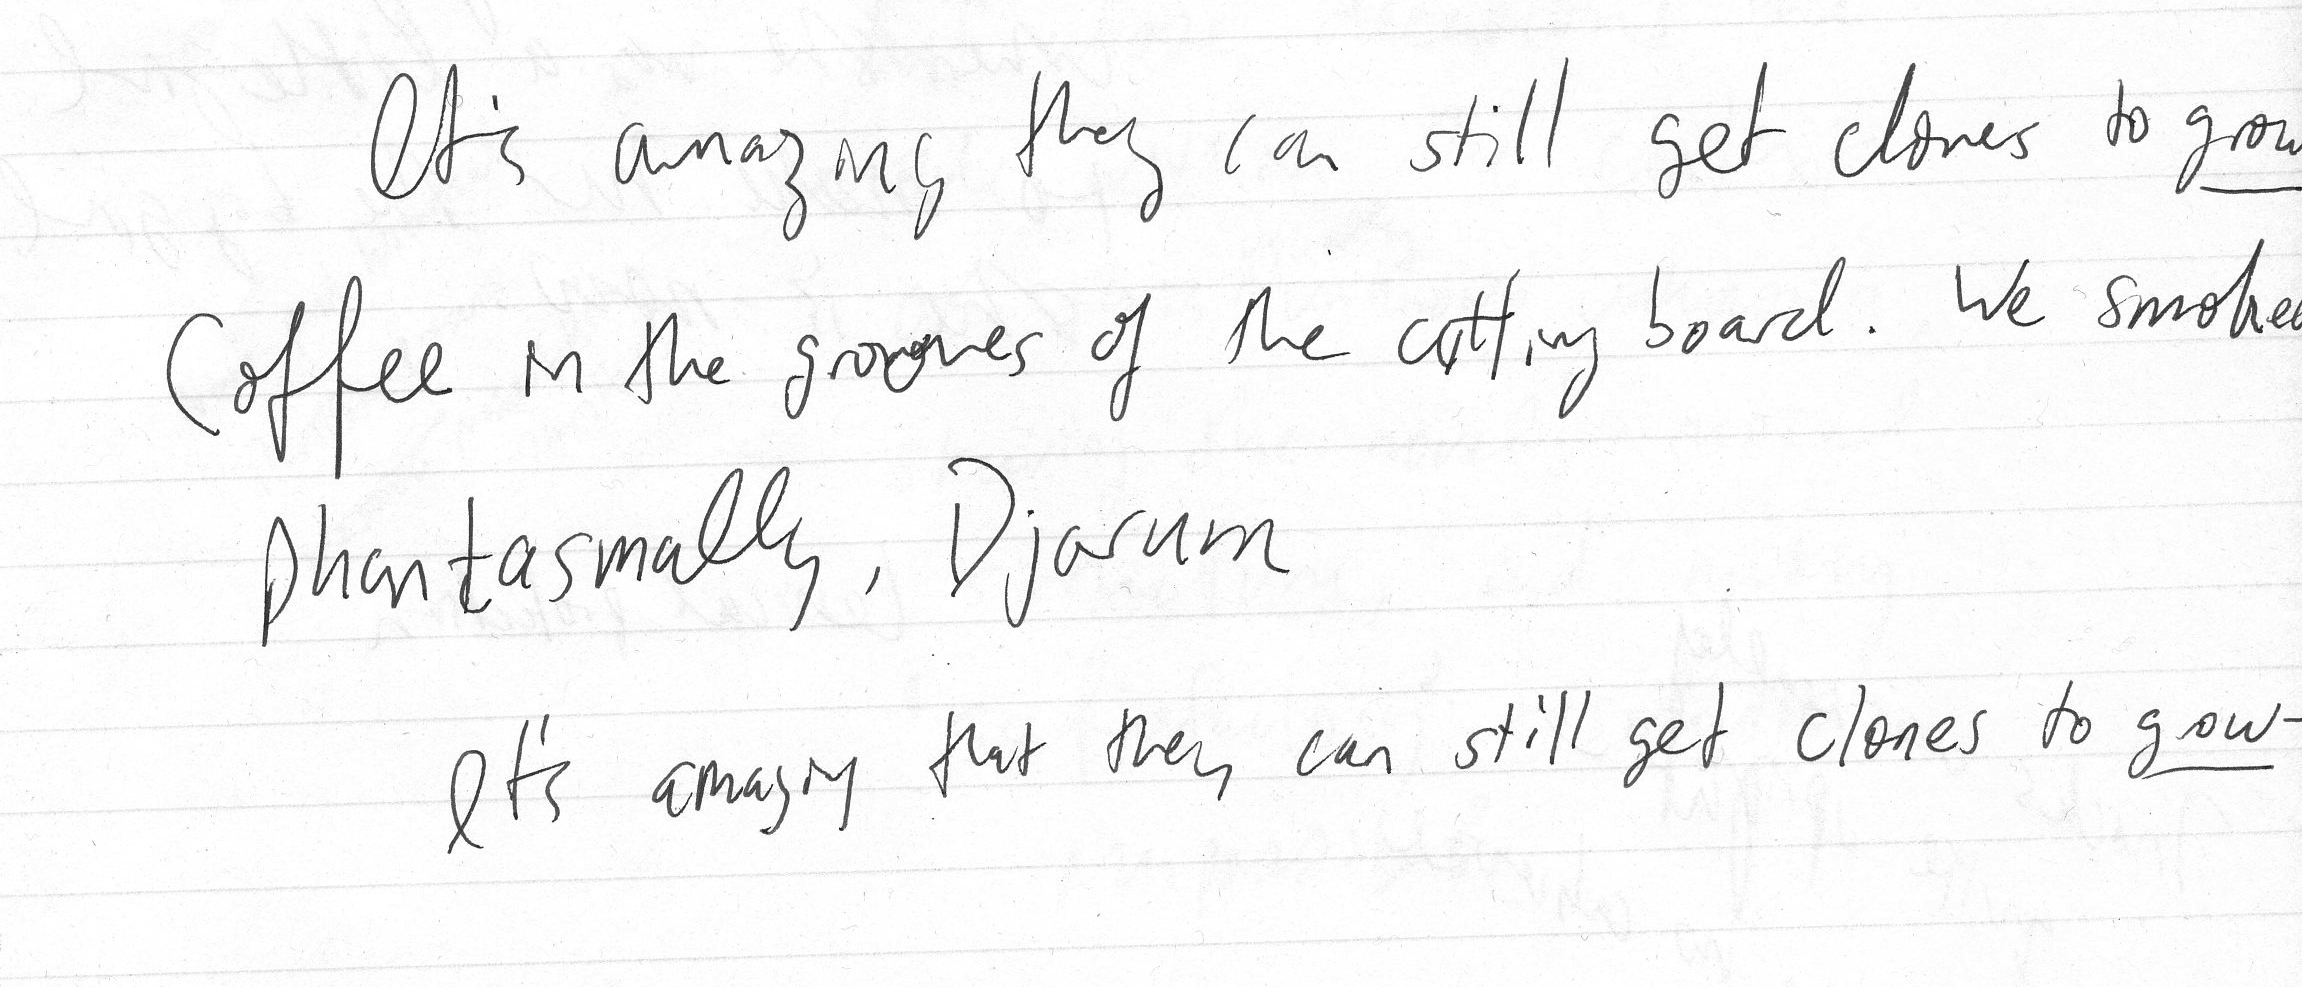 It's amazing they can still get clones to grow
Coffee in the grooves of the cutting board. We smoked
phantasmally, Djarum
It's amazing that they can still get clones to grow-